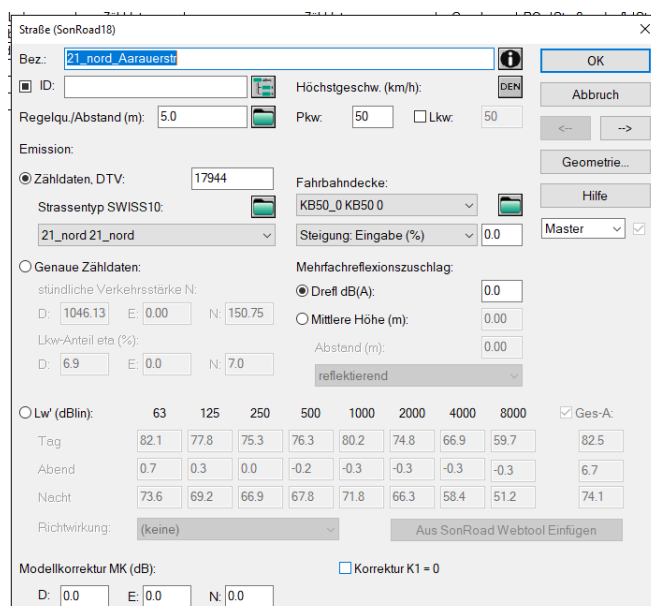 Straße (SonRoad18)
Bez.: 21_nord_Aarauerstr
OK
ID:
Höchstgeschw. (km/h): DEN
Abbruch
Regelqu./Abstand (m): 5.0
Pkw: 50 Lkw: 50
<-- -->
Emission:
Geometrie...
Zähldaten, DTV: 17944
Fahrbahndecke:
Hilfe
Strassentyp SWISS10:
KB50_0 KB50 0
Master
21_nord 21_nord
Steigung: Eingabe (%) 0.0
Genaue Zähldaten:
Mehrfachreflexionszuschlag:
stündliche Verkehrsstärke N:
Drefl dB(A): 0.0
D: 1046.13 E: 0.00 N: 150.75
Mittlere Höhe (m): 0.00
Lkw-Anteil eta (%):
Abstand (m): 0.00
D: 6.9 E: 0.0 N: 7.0
reflektierend
Lw' (dBlin): 63 125 250 500 1000 2000 4000 8000 Ges-A:
Tag 82.1 77.8 75.3 76.3 80.2 74.8 66.9 59.7 82.5
Abend 0.7 0.3 0.0 -0.2 -0.3 -0.3 -0.3 -0.3 6.7
Nacht 73.6 69.2 66.9 67.8 71.8 66.3 58.4 51.2 74.1
Richtwirkung: (keine) Aus SonRoad Webtool Einfügen
Modellkorrektur MK (dB): Korrektur K1 = 0
D: 0.0 E: 0.0 N: 0.0